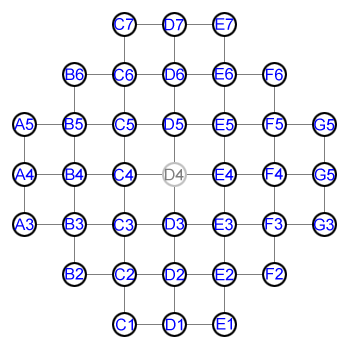 C7 D7 E7
B6 C6 D6 E6 F6
A5 B5 C5 D5 E5 F5 G5
A4 B4 C4 D4 E4 F4 G5
A3 B3 C3 D3 E3 F3 G3
B2 C2 D2 E2 F2
C1 D1 E1